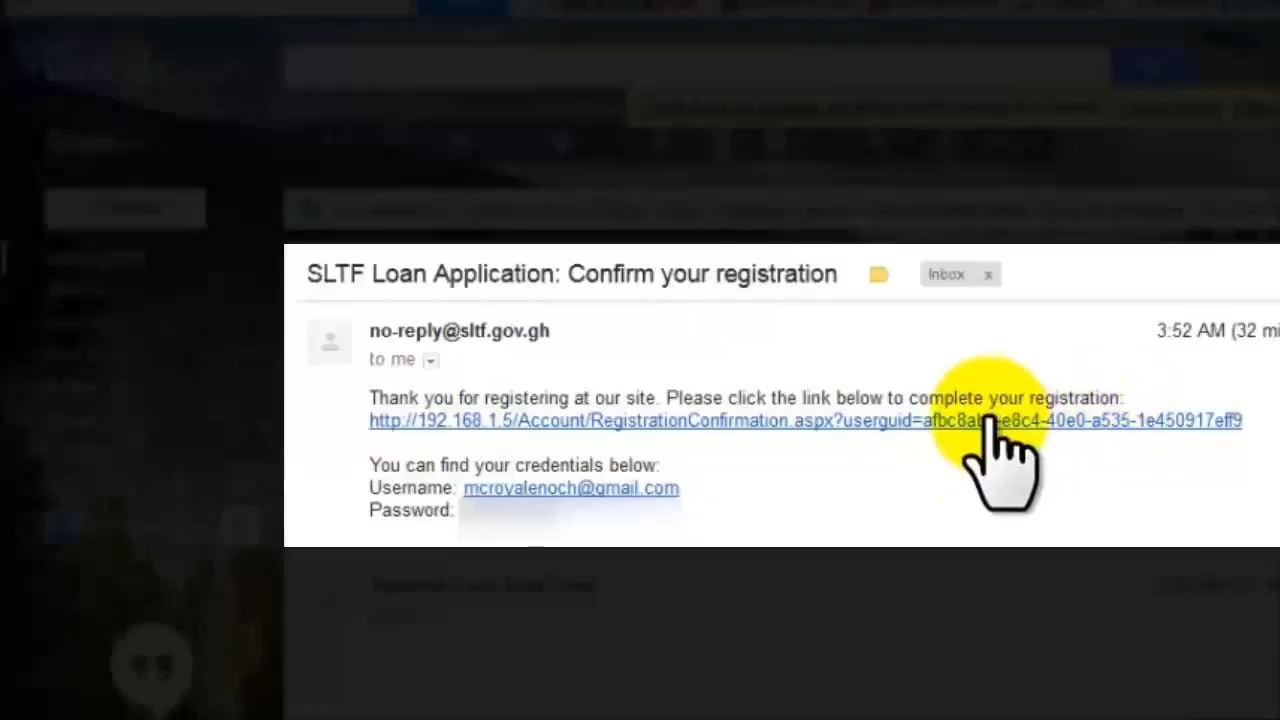 SLTF Loan Application: Confirm your registration
Inbox x
no-reply@sltf.gov.gh
3:52 AM (32 mi
to me
Thank you for registering at our site. Please click the link below to complete your registration:
http://192.168.1.5/Account/RegistrationConfirmation.aspx?userguid=afbc8ab e8c4-40e0-a535-1e450917eff9
You can find your credentials below:
Username: mcroyalenoch@gmail.com
Password: